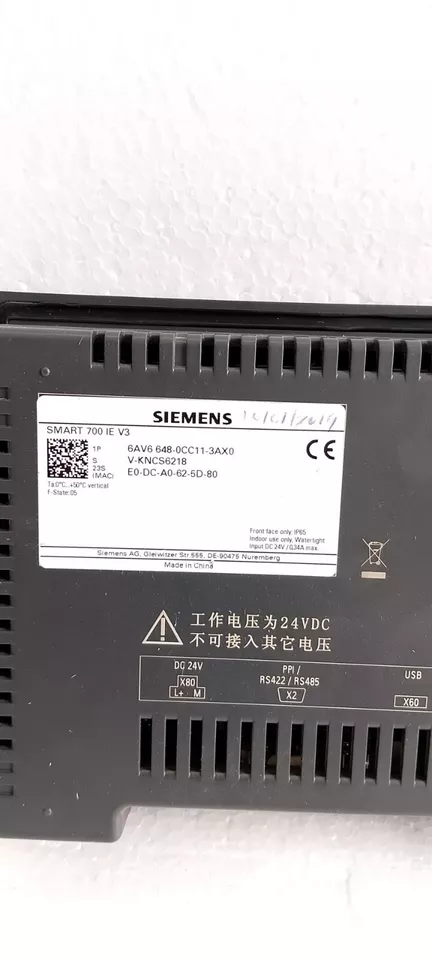 SIEMENS
SMART 700 IE V3
1P 6AV6 648-0CC11-3AX0
S V-KNCS6218
23S (MAC) E0-DC-A0-62-5D-80
Ta:0°C...+50°C vertical
F-State:05
CE
Front face only: IP65
Indoor use only, Watertight
Input DC 24V / 0,34A max.
Siemens AG, Gleiwitzer Str.555, DE-90475 Nuremberg
Made in China
工作电压为24VDC
不可接入其它电压
DC 24V PPI / RS422 / RS485 USB
X80 X2 X60
L+ M